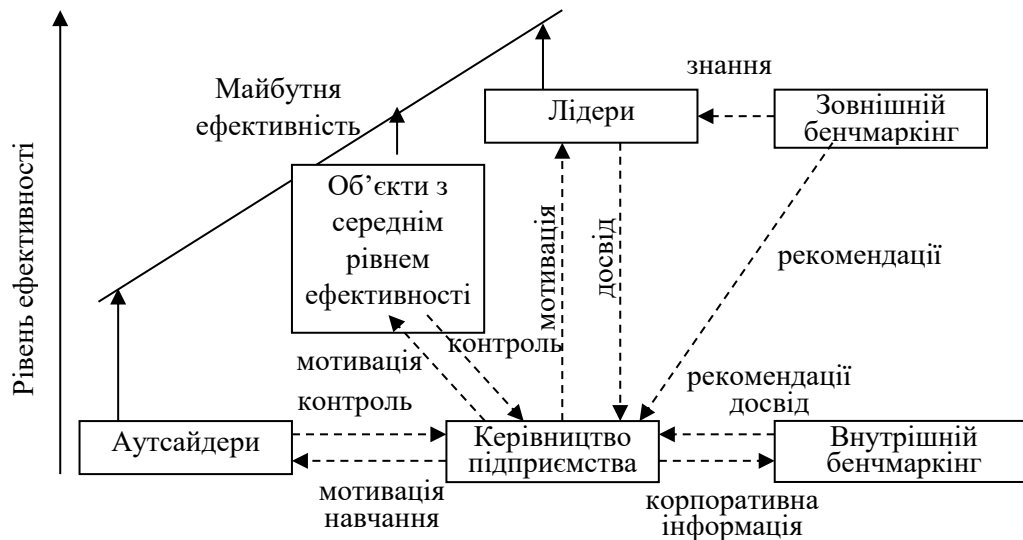 знання
Майбутня
ефективність
Лідери
Зовнішній
бенчмаркінг
Рівень ефективності
Об’єкти з
середнім
рівнем
ефективності
мотивація
досвід
рекомендації
мотивація
контроль
контроль
рекомендації
досвід
Аутсайдери
Керівництво
підприємства
Внутрішній
бенчмаркінг
мотивація
навчання
корпоративна
інформація